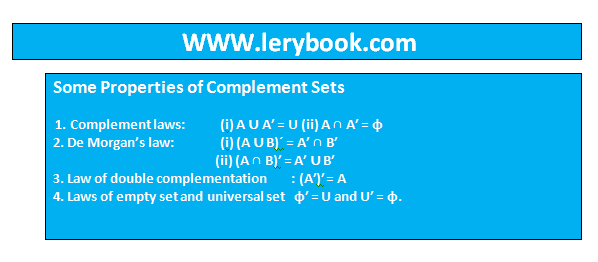 WWW.lerybook.com
Some Properties of Complement Sets
1. Complement laws: (i) A U A′ = U (ii) A ∩ A′ = ϕ
2. De Morgan's law: (i) (A U B)′ = A′ ∩ B′
(ii) (A ∩ B)′ = A′ U B′
3. Law of double complementation : (A′)′ = A
4. Laws of empty set and universal set ϕ′ = U and U′ = ϕ.